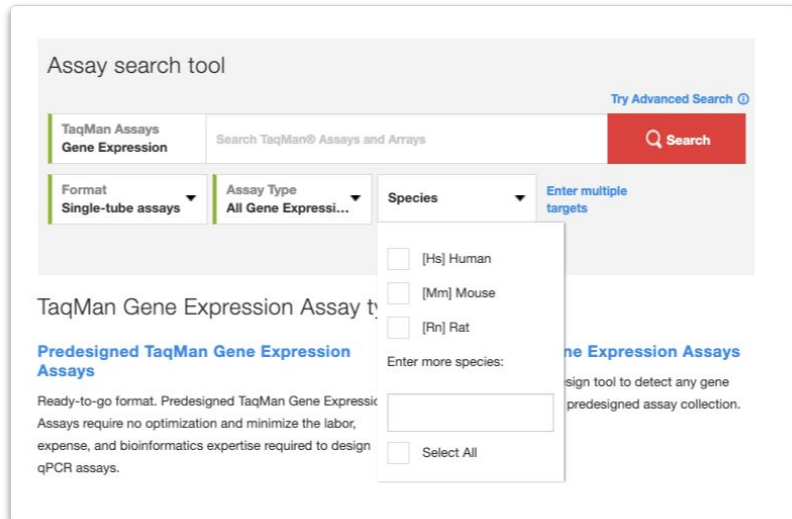 Assay search tool
Try Advanced Search
TaqMan Assays
Gene Expression
Search TaqMan® Assays and Arrays
Search
Format
Single-tube assays
Assay Type
All Gene Expressi...
Species
Enter multiple
targets
[Hs] Human
[Mm] Mouse
[Rn] Rat
Enter more species:
Select All
TaqMan Gene Expression Assay
Predesigned TaqMan Gene Expression
Assays
Ready-to-go format. Predesigned TaqMan Gene
Assays require no optimization and minimize the labor,
expense, and bioinformatics expertise required to design
qPCR assays.
Expression Assays
tool to detect any gene
predesigned assay collection.